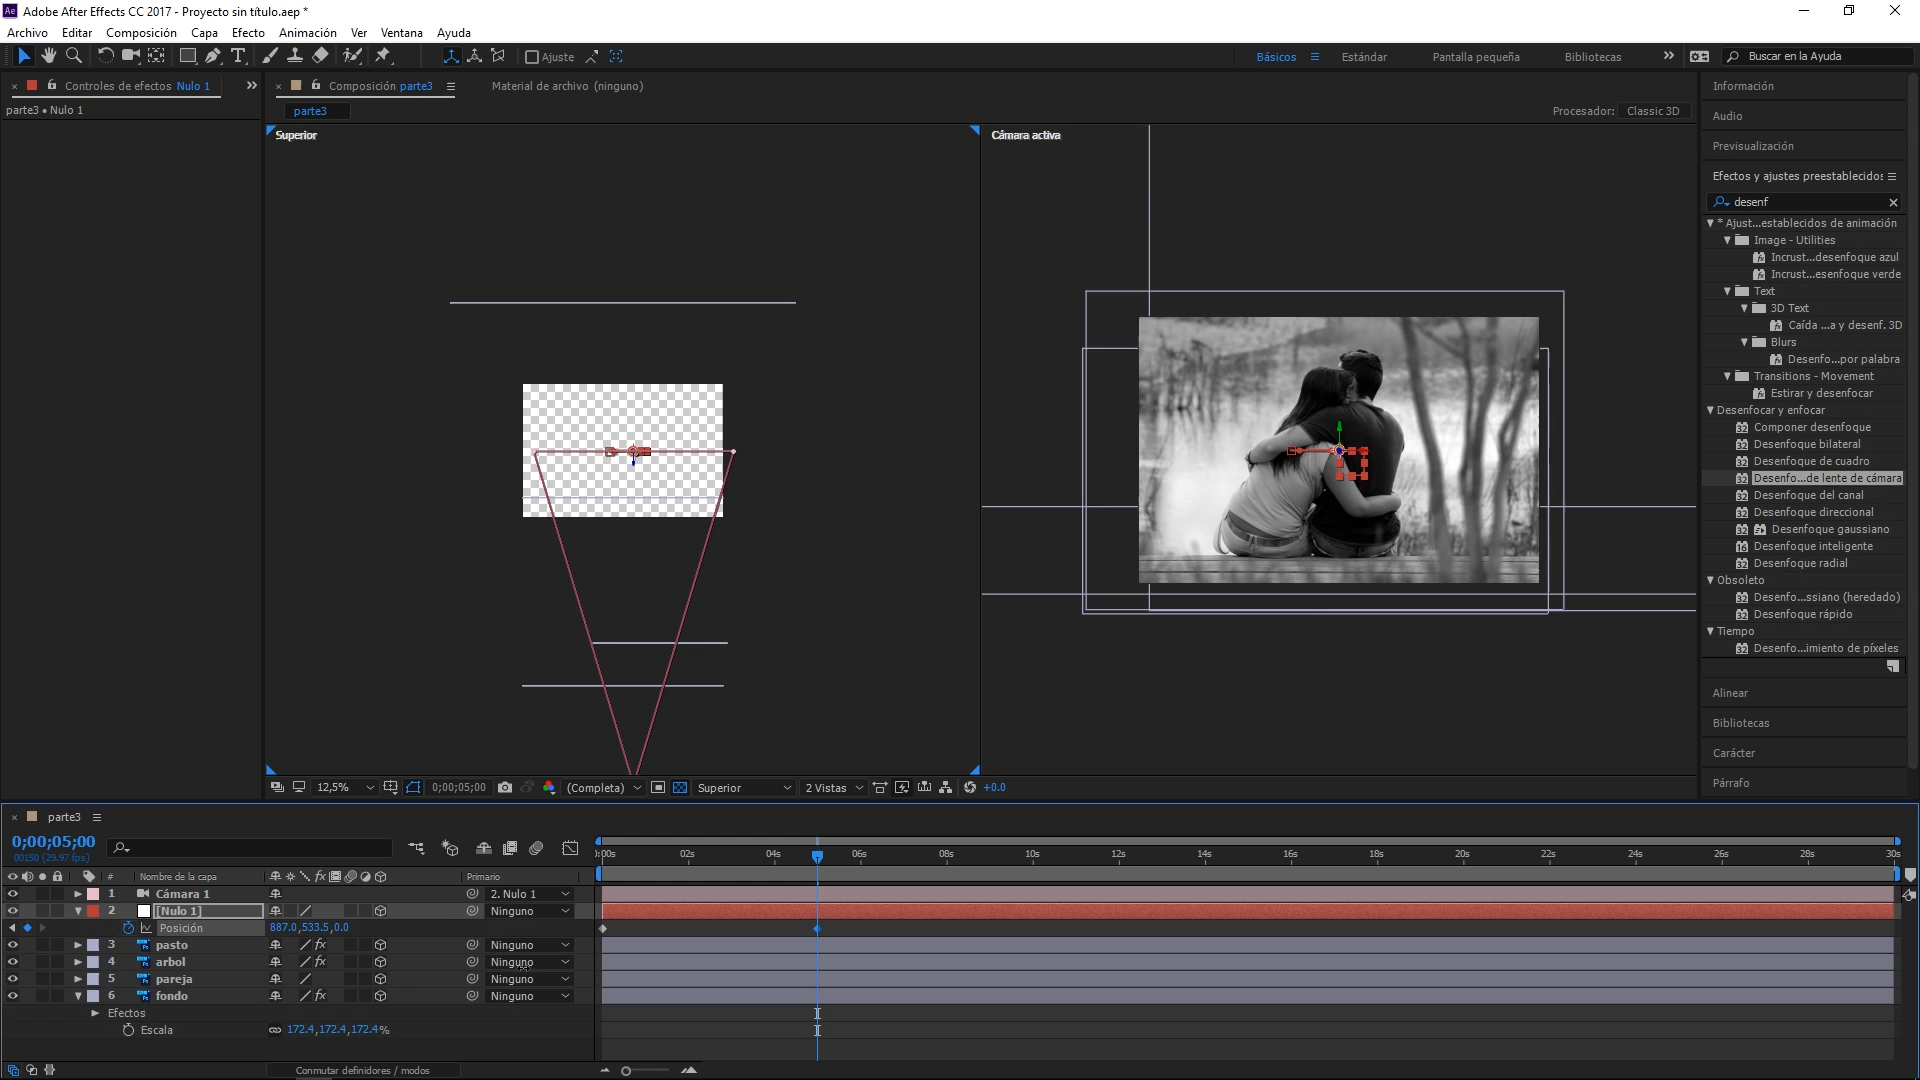 Adobe After Effects CC 2017 - Proyecto sin título.aep *
Archivo Editar Composición Capa Efecto Animación Ver Ventana Ayuda
Ajuste
Básicos Estándar Pantalla pequeña Bibliotecas Buscar en la Ayuda
Controles de efectos Nulo 1
parte3 • Nulo 1
Composición parte3
Material de archivo (ninguno)
parte3
Procesador: Classic 3D
Superior
Cámara activa
12,5% 0;00;05;00 (Completa) Superior 2 Vistas +0.0
Información
Audio
Previsualización
Efectos y ajustes preestablecidos
desenf
* Ajust...establecidos de animación
Image - Utilities
Incrust...desenfoque azul
Incrust...esenfoque verde
Text
3D Text
Caída ...a y desenf. 3D
Blurs
Desenfo...por palabra
Transitions - Movement
Estirar y desenfocar
Desenfocar y enfocar
Componer desenfoque
Desenfoque bilateral
Desenfoque de cuadro
Desenfo...de lente de cámara
Desenfoque del canal
Desenfoque direccional
Desenfoque gaussiano
Desenfoque inteligente
Desenfoque radial
Obsoleto
Desenfo...ssiano (heredado)
Desenfoque rápido
Tiempo
Desenfo...imiento de píxeles
Alinear
Bibliotecas
Carácter
Párrafo
parte3
0;00;05;00
00150 (29.97 fps)
):00s 02s 04s 06s 08s 10s 12s 14s 16s 18s 20s 22s 24s 26s 28s 30s
# Nombre de la capa Primario
1 Cámara 1 2. Nulo 1
2 [Nulo 1] Ninguno
Posición 887.0,533.5,0.0
3 pasto Ninguno
4 arbol Ninguno
5 pareja Ninguno
6 fondo Ninguno
Efectos
Escala 172.4,172.4,172.4%
Conmutar definidores / modos